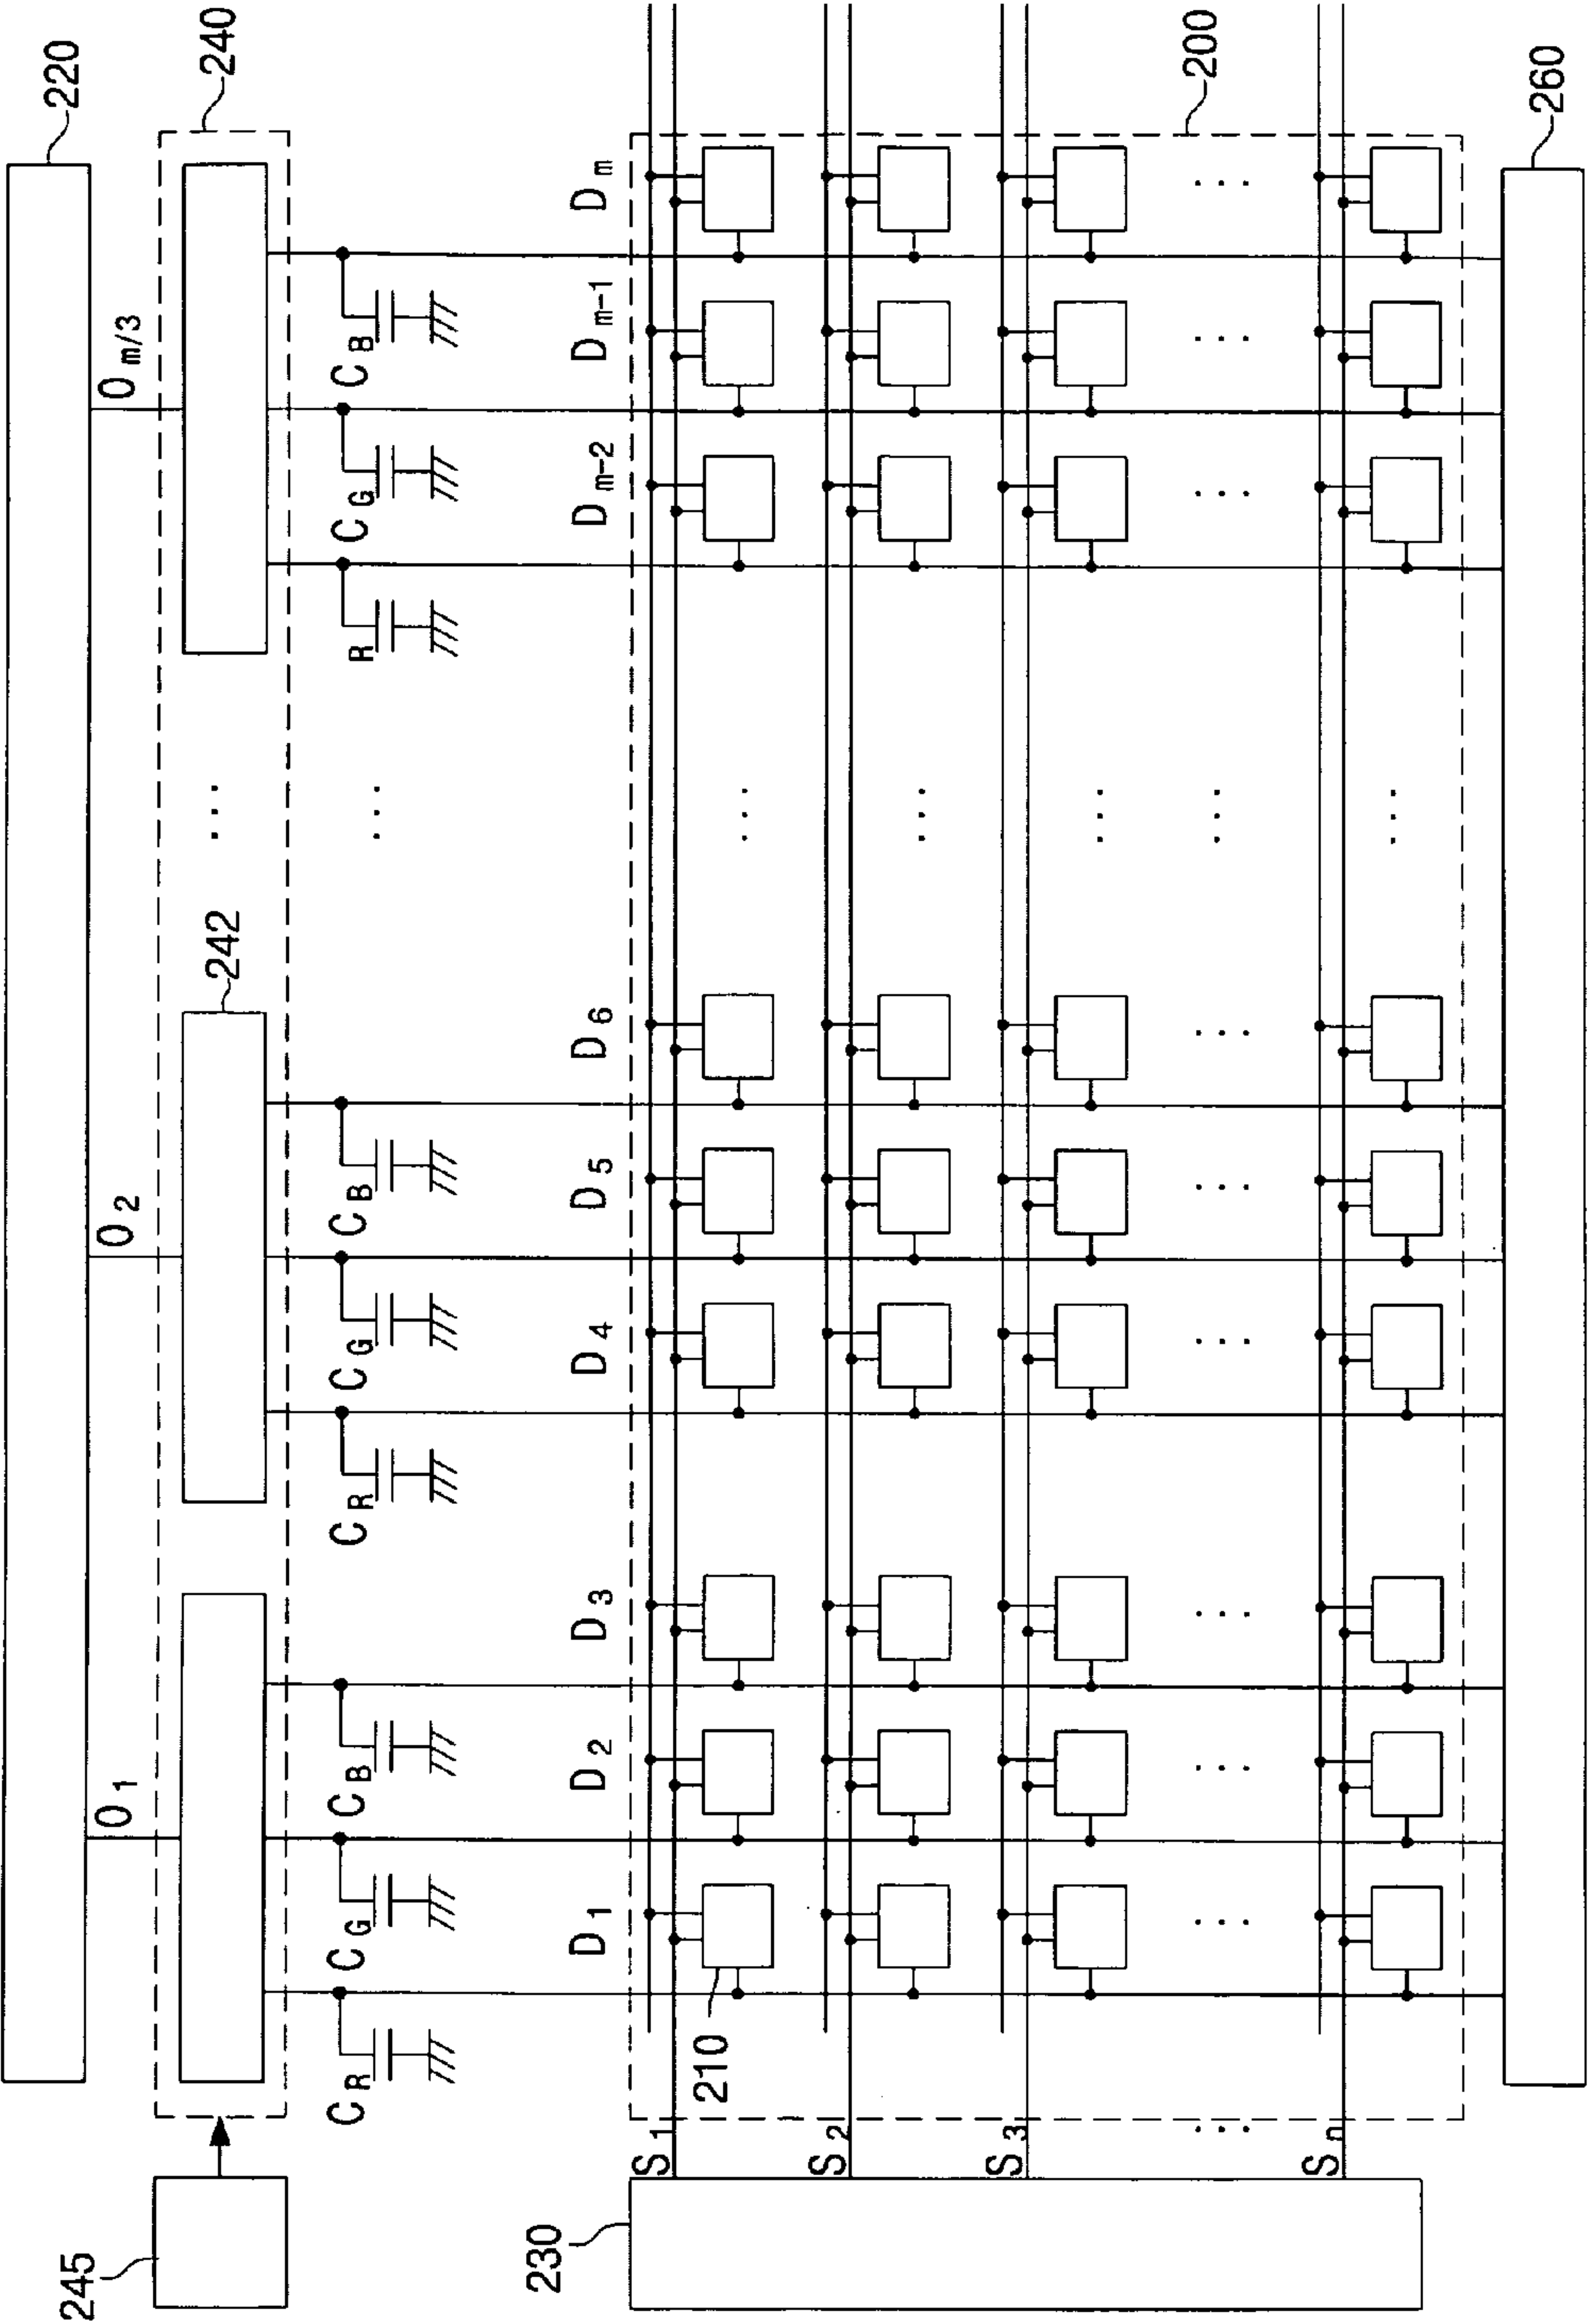 220
240
O1
O2
Om/3
242
245
CR
CG
CB
CR
CG
CB
R
CG
CB
D1
D2
D3
D4
D5
D6
Dm-2
Dm-1
Dm
230
S1
S2
S3
Sn
210
200
260